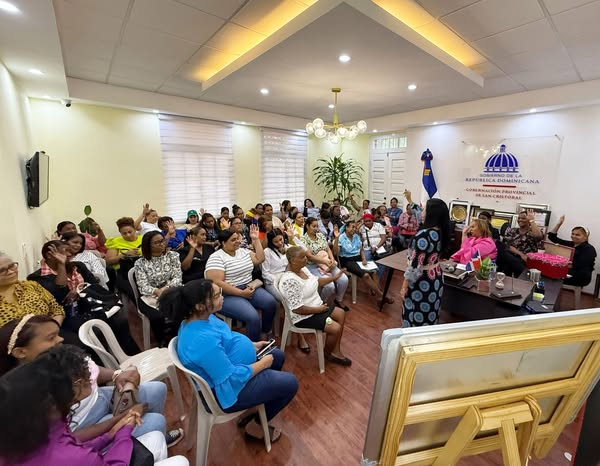 GOBIERNO DE LA
REPÚBLICA DOMINICANA
GOBERNACIÓN PROVINCIAL
DE SAN CRISTÓBAL